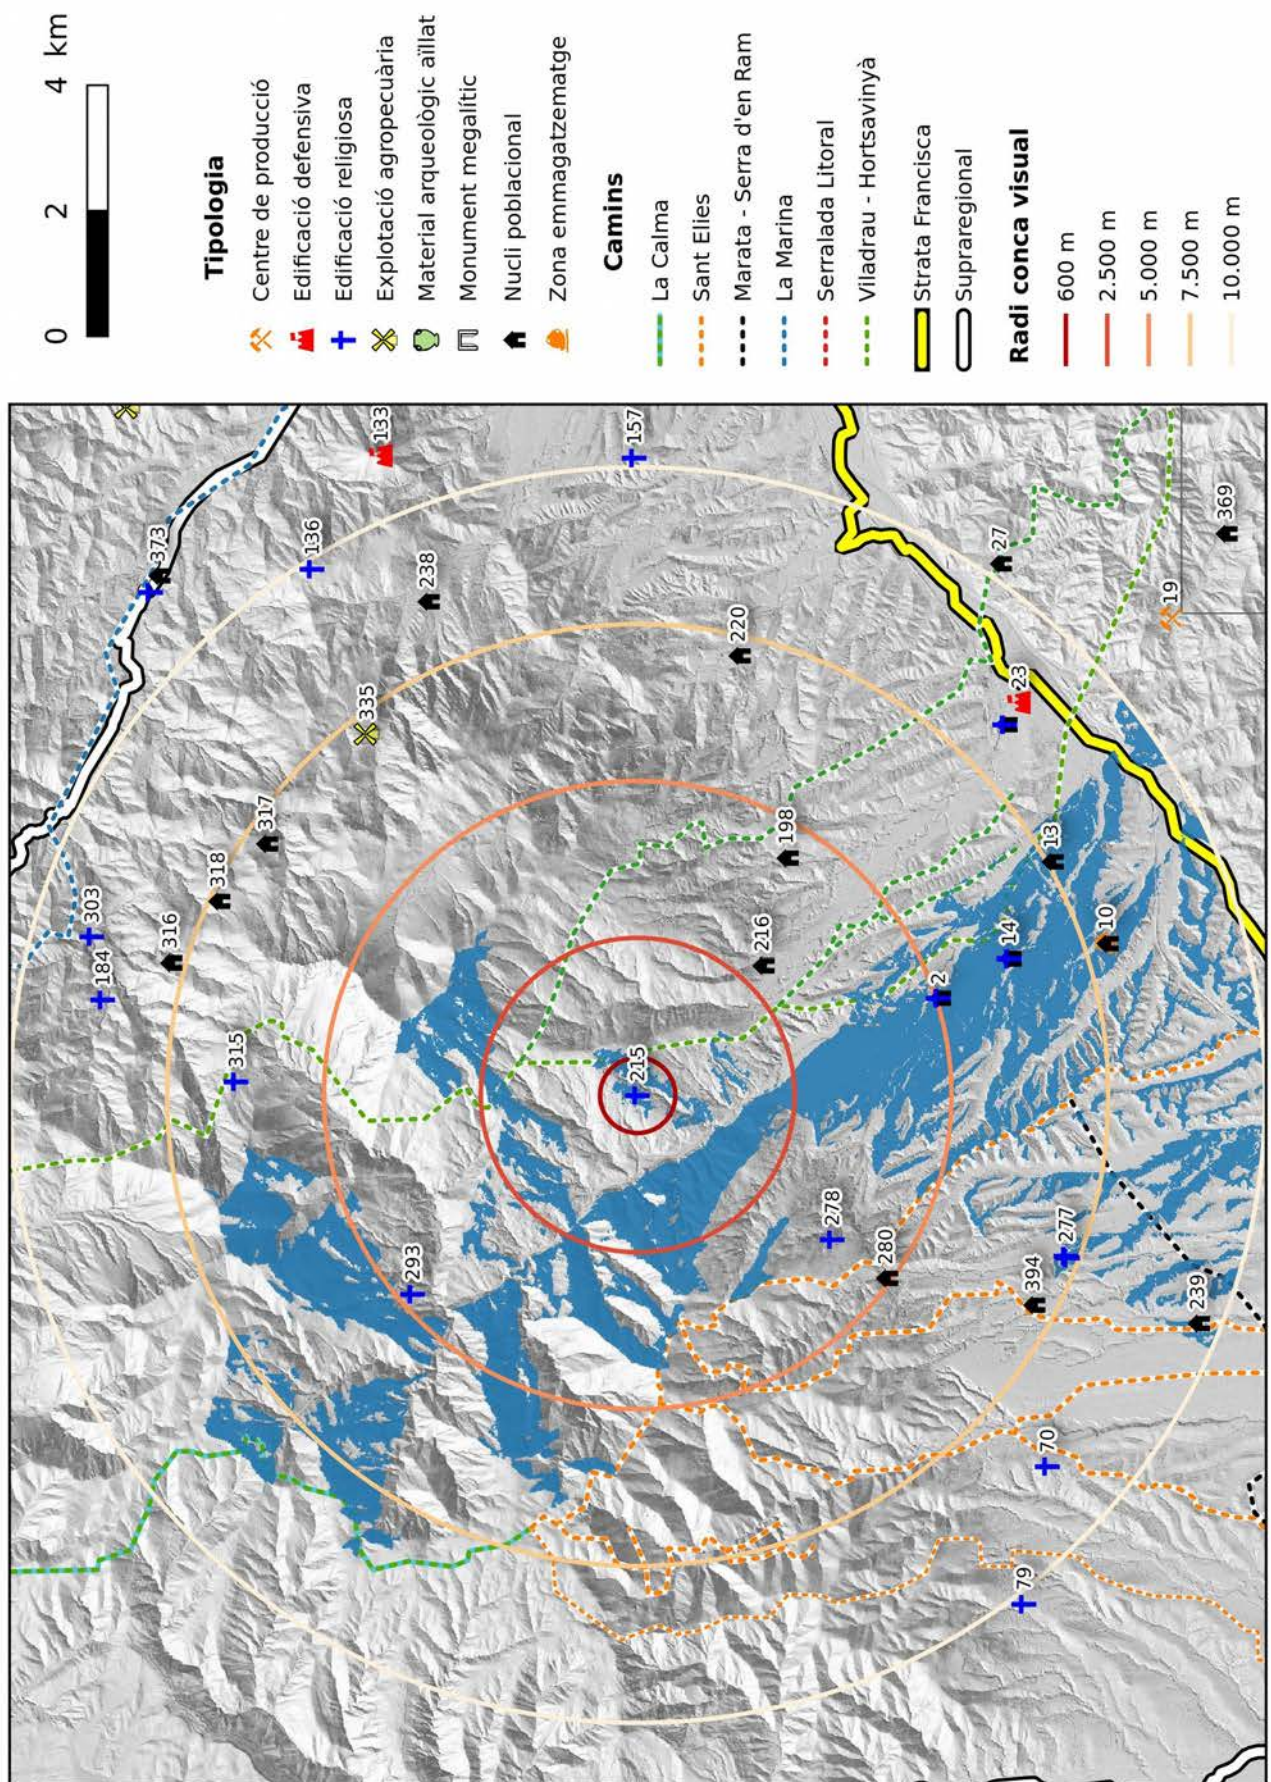 0 2 4 km
Tipologia
Centre de producció
Edificació defensiva
Edificació religiosa
Explotació agropecuària
Material arqueològic aïllat
Monument megalític
Nucli poblacional
Zona emmagatzematge
Camins
La Calma
Sant Elies
Marata - Serra d'en Ram
La Marina
Serralada Litoral
Viladrau - Hortsavinyà
Strata Francisca
Supraregional
Radi conca visual
600 m
2.500 m
5.000 m
7.500 m
10.000 m
373
133
136
157
238
220
27
369
19
335
23
317
318
198
13
303
316
184
216
14
10
2
315
215
293
278
280
277
394
239
70
79